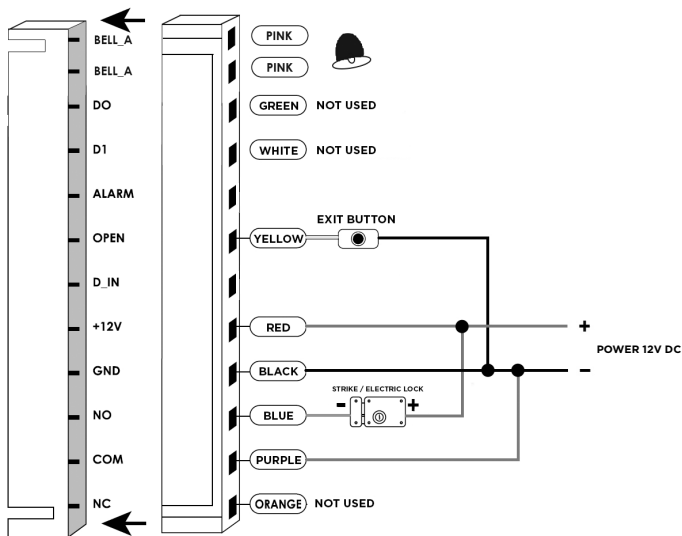 BELL_A PINK
BELL_A PINK
DO GREEN NOT USED
D1 WHITE NOT USED
ALARM
EXIT BUTTON
OPEN YELLOW
D_IN
+12V RED +
POWER 12V DC
GND BLACK -
STRIKE / ELECTRIC LOCK
- +
NO BLUE
COM PURPLE
NC ORANGE NOT USED